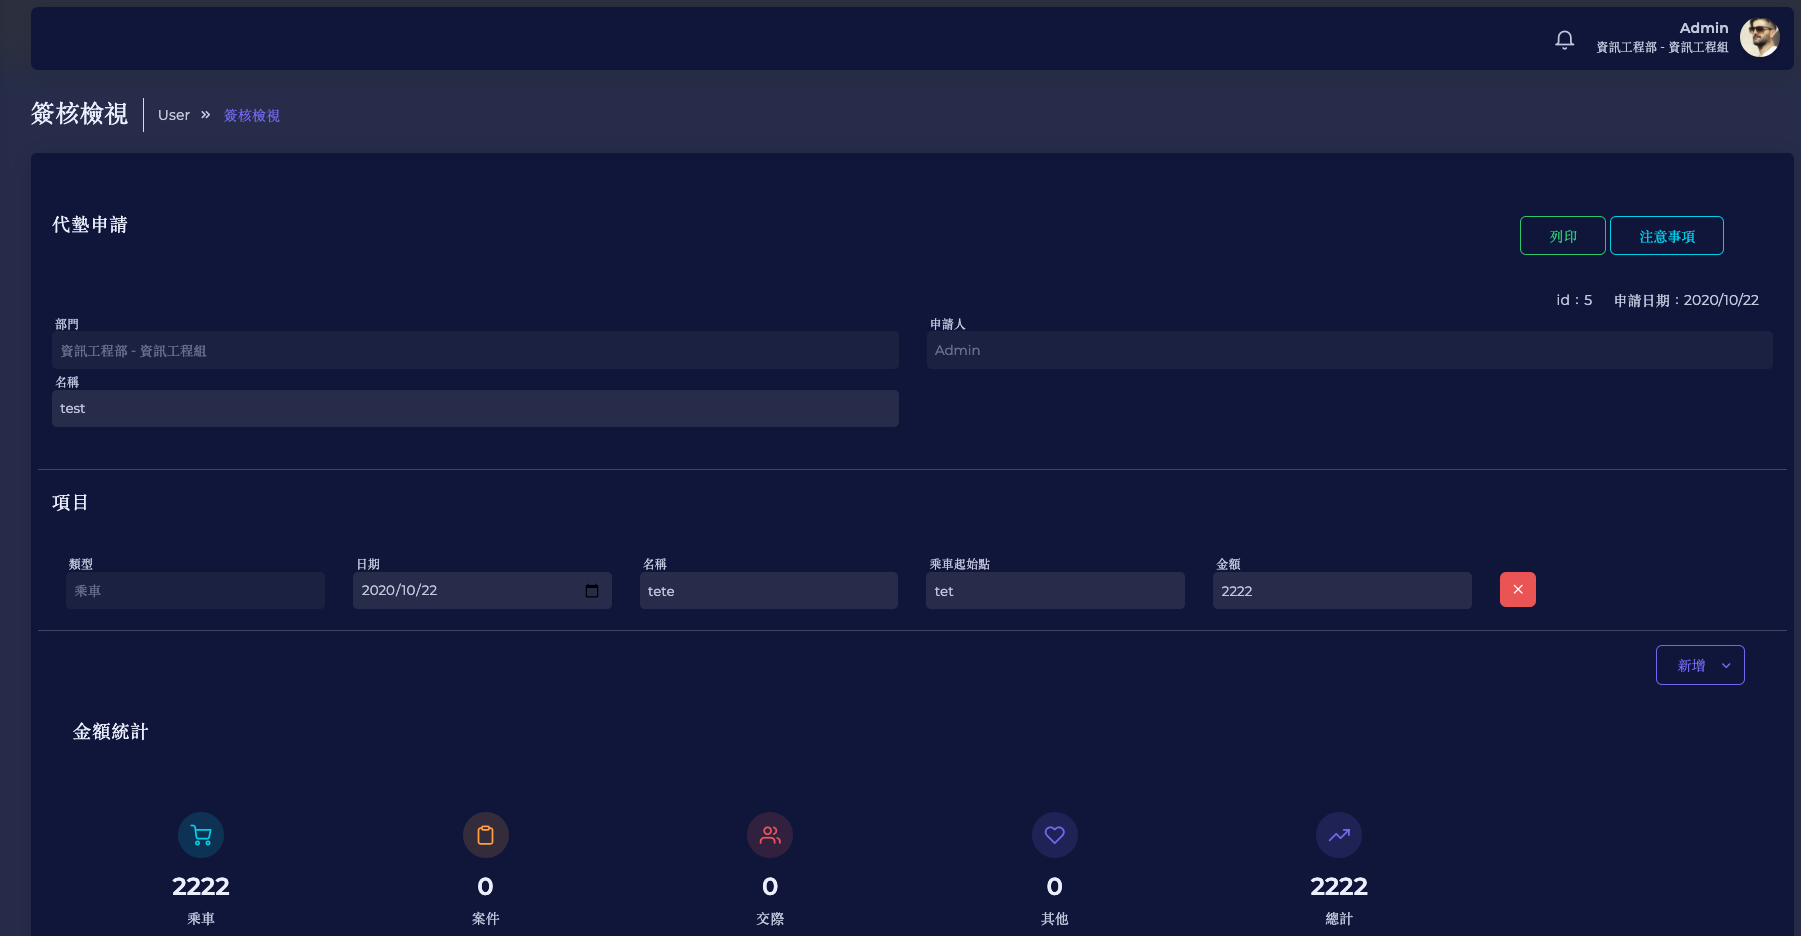 Admin
資訊工程部 - 資訊工程組
簽核檢視
User » 簽核檢視
代墊申請
列印 注意事項
id：5 申請日期：2020/10/22
部門 申請人
資訊工程部 - 資訊工程組 Admin
名稱
test
項目
類型 日期 名稱 乘車起始點 金額
乘車 2020/10/22 tete tet 2222
新增
金額統計
2222 0 0 0 2222
乘車 案件 交際 其他 總計